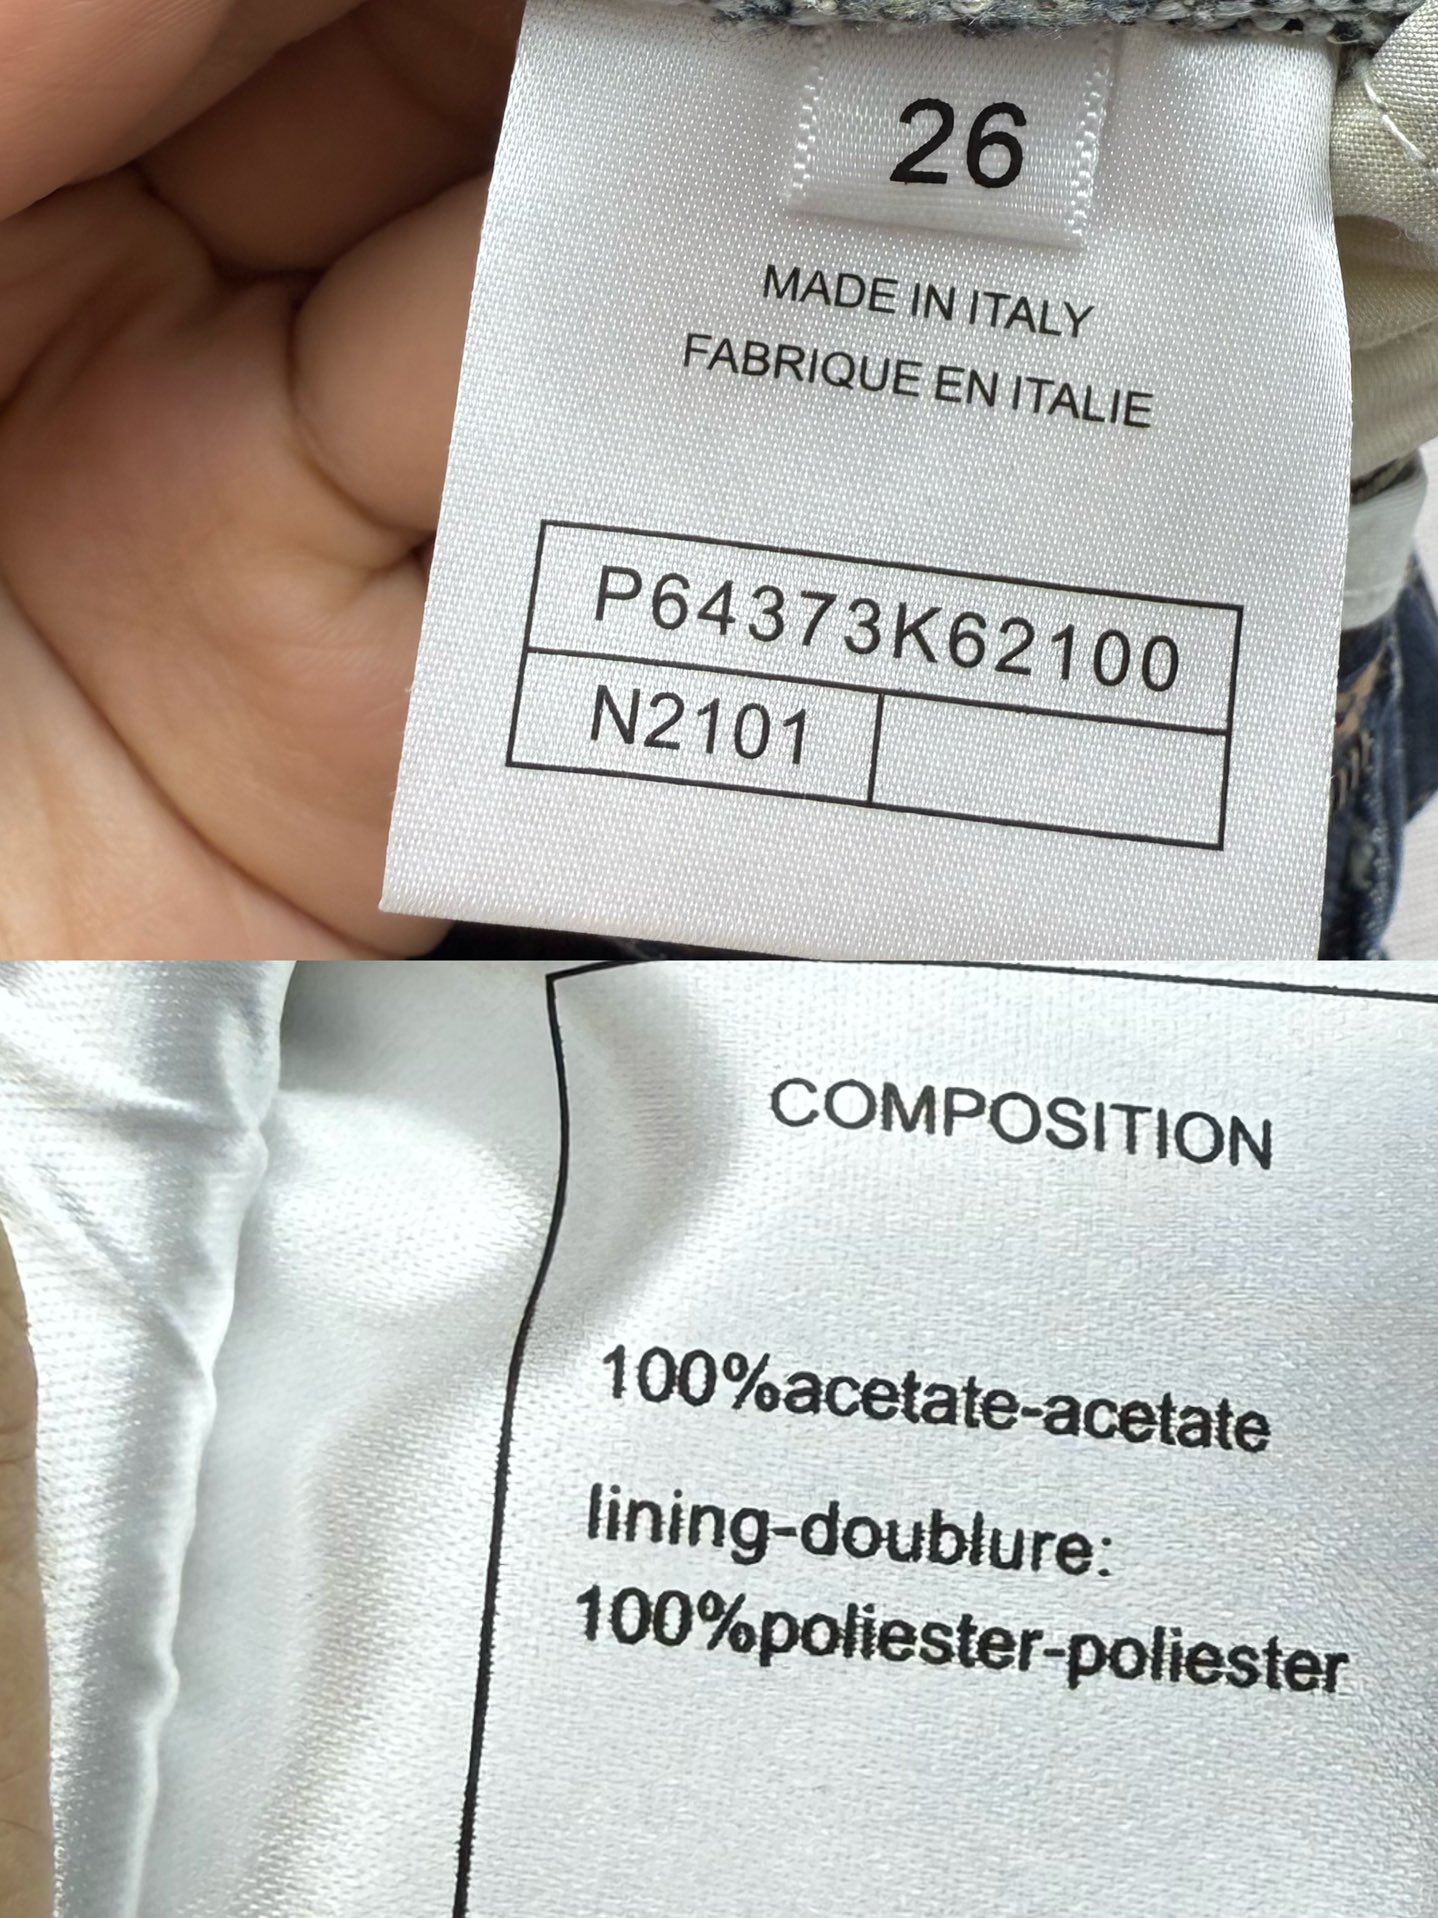 26
MADE IN ITALY
FABRIQUE EN ITALIE
P64373K62100
N2101
COMPOSITION
100%acetate-acetate
lining-doublure:
100%poliester-poliester